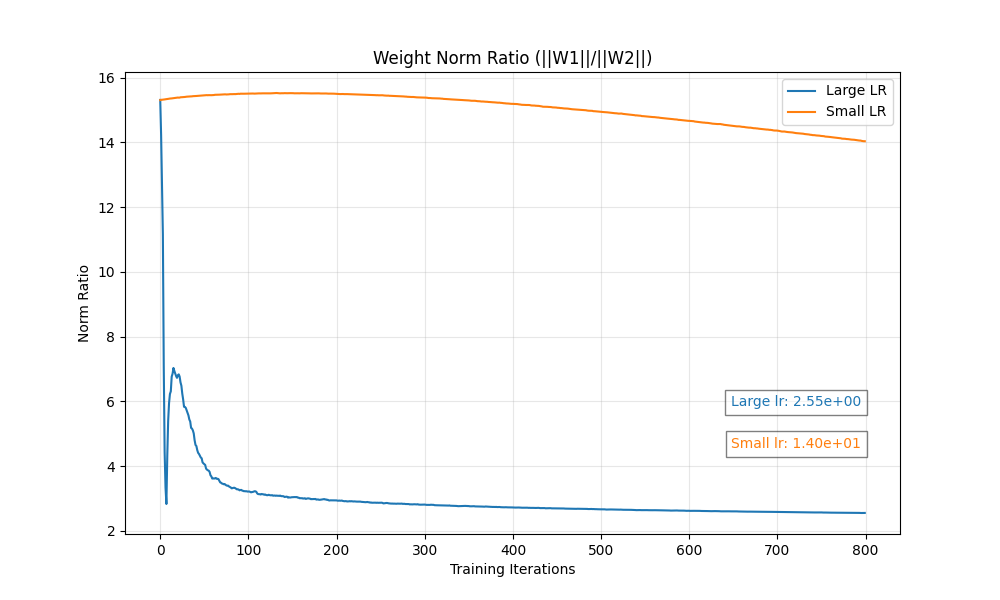 Weight Norm Ratio (||W1||/||W2||)
Large LR
Small LR
16
14
12
10
8
6
4
2
Norm Ratio
Large lr: 2.55e+00
Small lr: 1.40e+01
0 100 200 300 400 500 600 700 800
Training Iterations